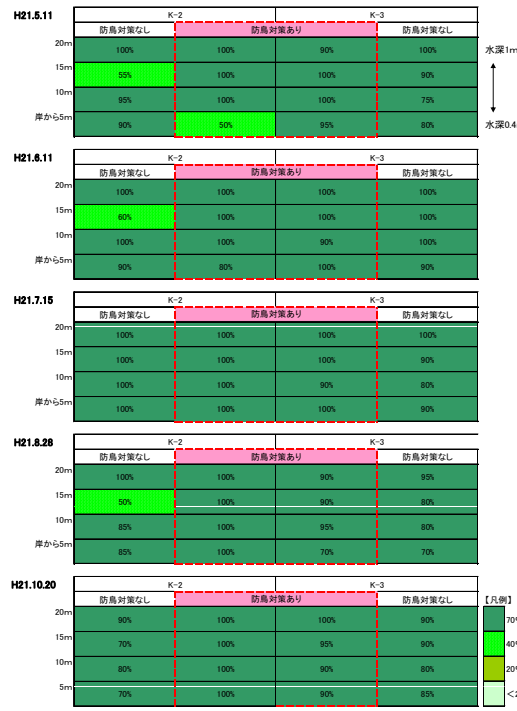 H21.5.11
K-2 K-3
防鳥対策なし 防鳥対策あり 防鳥対策なし
20m 100% 100% 90% 100% 水深1m
15m 55% 100% 100% 90%
10m 95% 100% 100% 75%
岸から5m 90% 50% 95% 80% 水深0.4
H21.6.11
K-2 K-3
防鳥対策なし 防鳥対策あり 防鳥対策なし
20m 100% 100% 100% 100%
15m 60% 100% 100% 100%
10m 100% 100% 90% 100%
岸から5m 90% 80% 100% 90%
H21.7.15
K-2 K-3
防鳥対策なし 防鳥対策あり 防鳥対策なし
20m 100% 100% 100% 100%
15m 100% 100% 100% 90%
10m 100% 100% 90% 80%
岸から5m 100% 100% 100% 90%
H21.8.28
K-2 K-3
防鳥対策なし 防鳥対策あり 防鳥対策なし
20m 100% 100% 90% 95%
15m 50% 100% 90% 80%
10m 85% 100% 95% 80%
岸から5m 85% 100% 70% 70%
H21.10.20
K-2 K-3
防鳥対策なし 防鳥対策あり 防鳥対策なし 【凡例】
20m 90% 100% 100% 90% 70%
15m 70% 100% 95% 90% 40%
10m 80% 100% 90% 90% 20%
5m 70% 100% 90% 85% <2